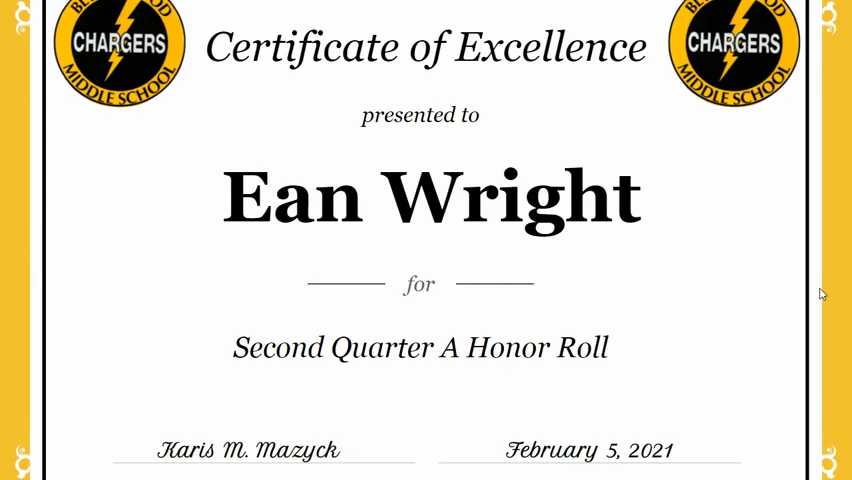 CHARGERS
MIDDLE SCHOOL
Certificate of Excellence
CHARGERS
MIDDLE SCHOOL
presented to
Ean Wright
for
Second Quarter A Honor Roll
Karis M. Mazyck
February 5, 2021